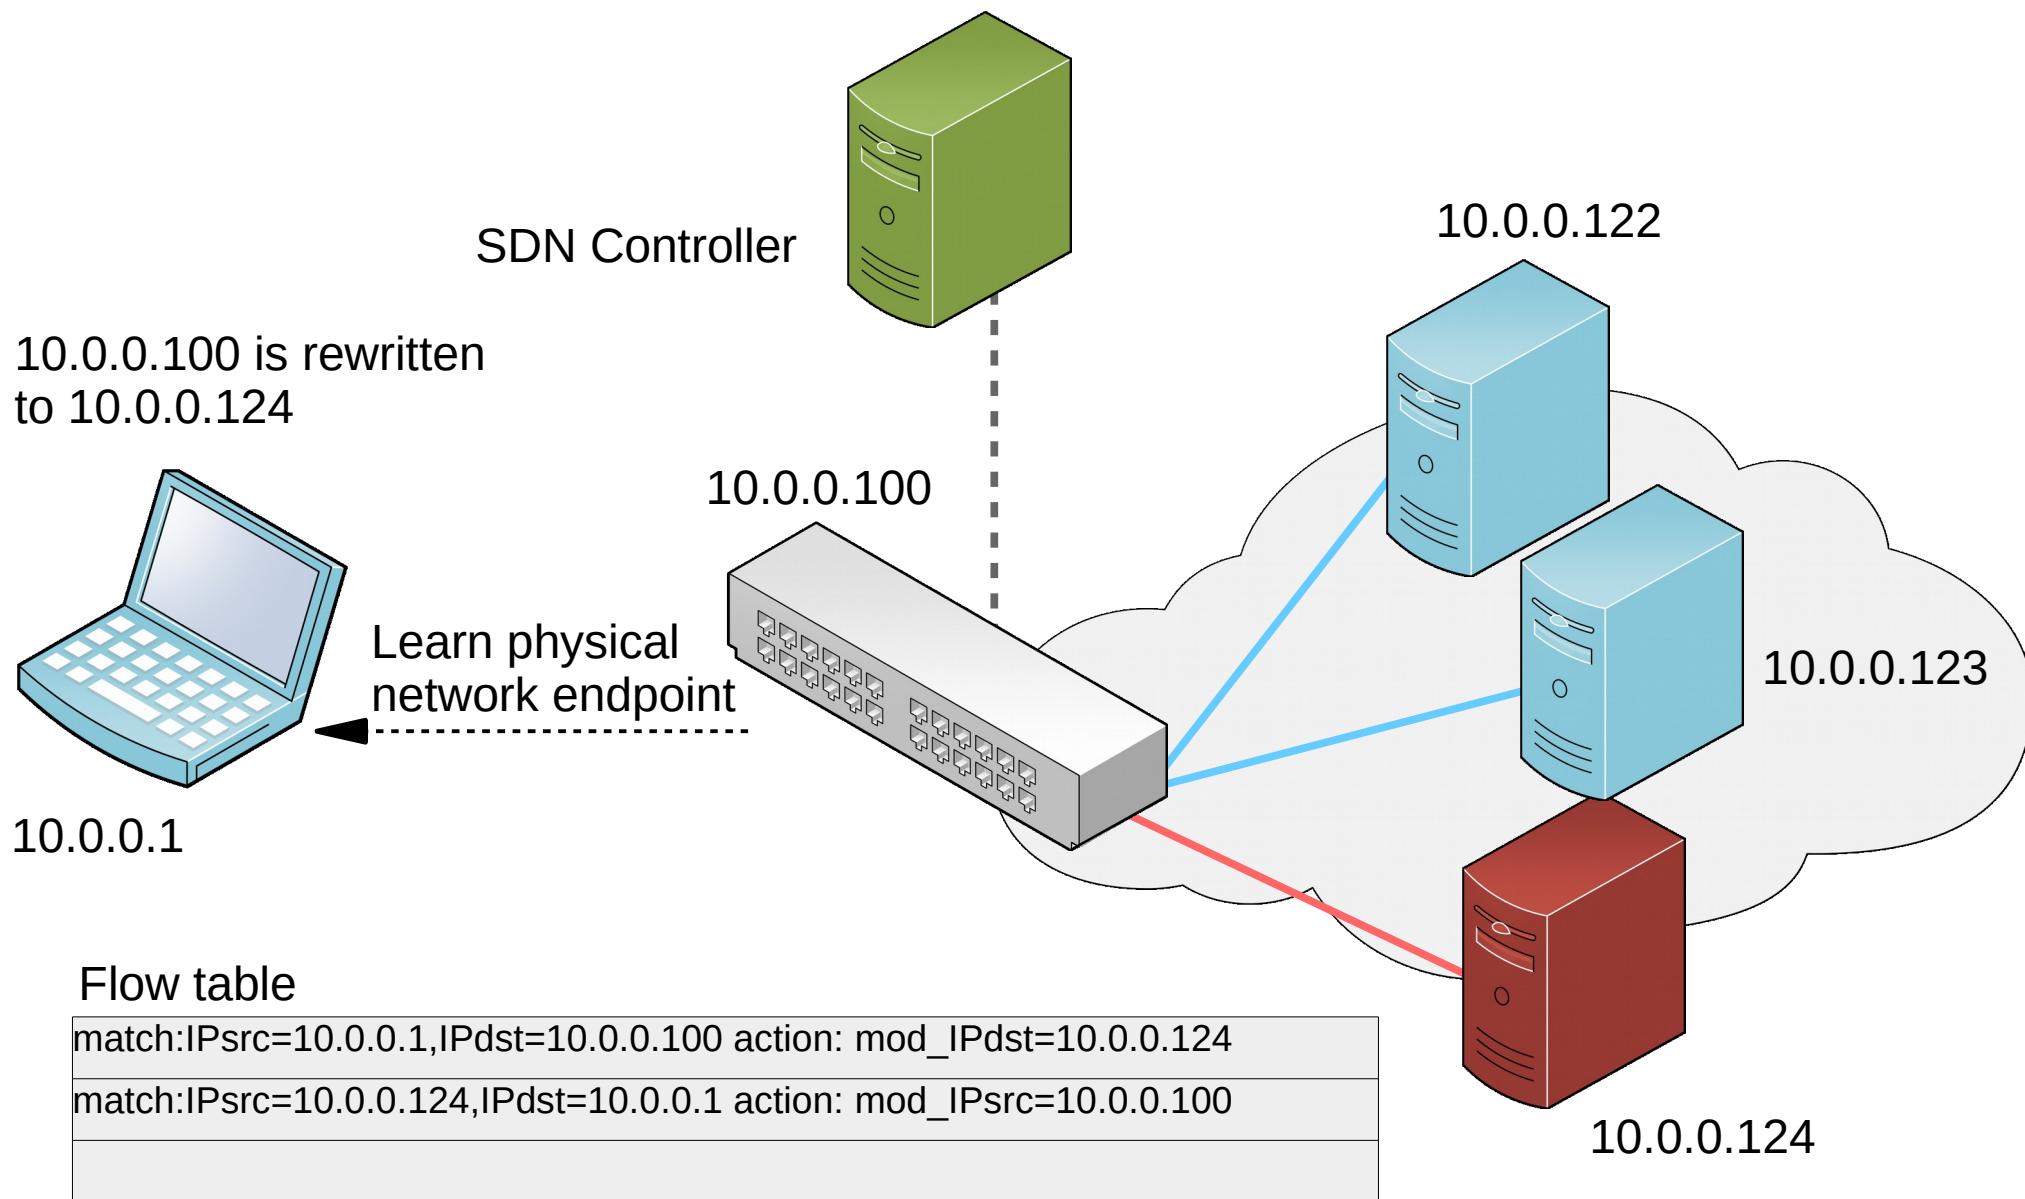 SDN Controller
10.0.0.122
10.0.0.100 is rewritten
to 10.0.0.124
10.0.0.100
Learn physical
network endpoint
10.0.0.123
10.0.0.1
Flow table
match:IPsrc=10.0.0.1,IPdst=10.0.0.100 action: mod_IPdst=10.0.0.124
match:IPsrc=10.0.0.124,IPdst=10.0.0.1 action: mod_IPsrc=10.0.0.100
10.0.0.124